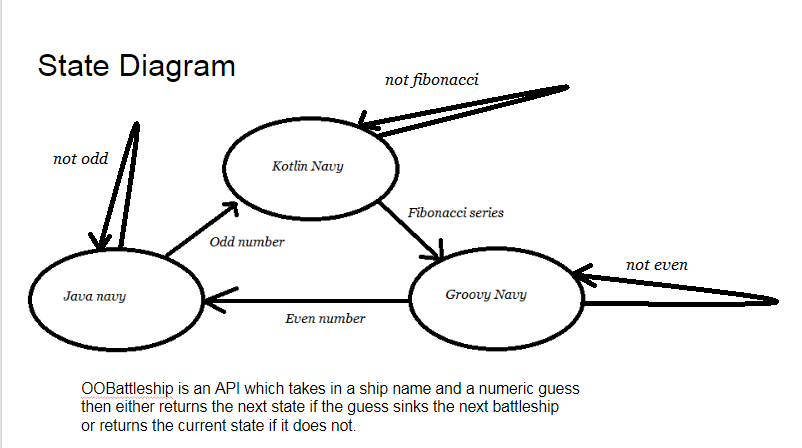 State Diagram
not fibonacci
not odd
Kotlin Navy
Fibonacci series
Odd number
not even
Java navy
Groovy Navy
Even number
OOBattleship is an API which takes in a ship name and a numeric guess
then either returns the next state if the guess sinks the next battleship
or returns the current state if it does not.